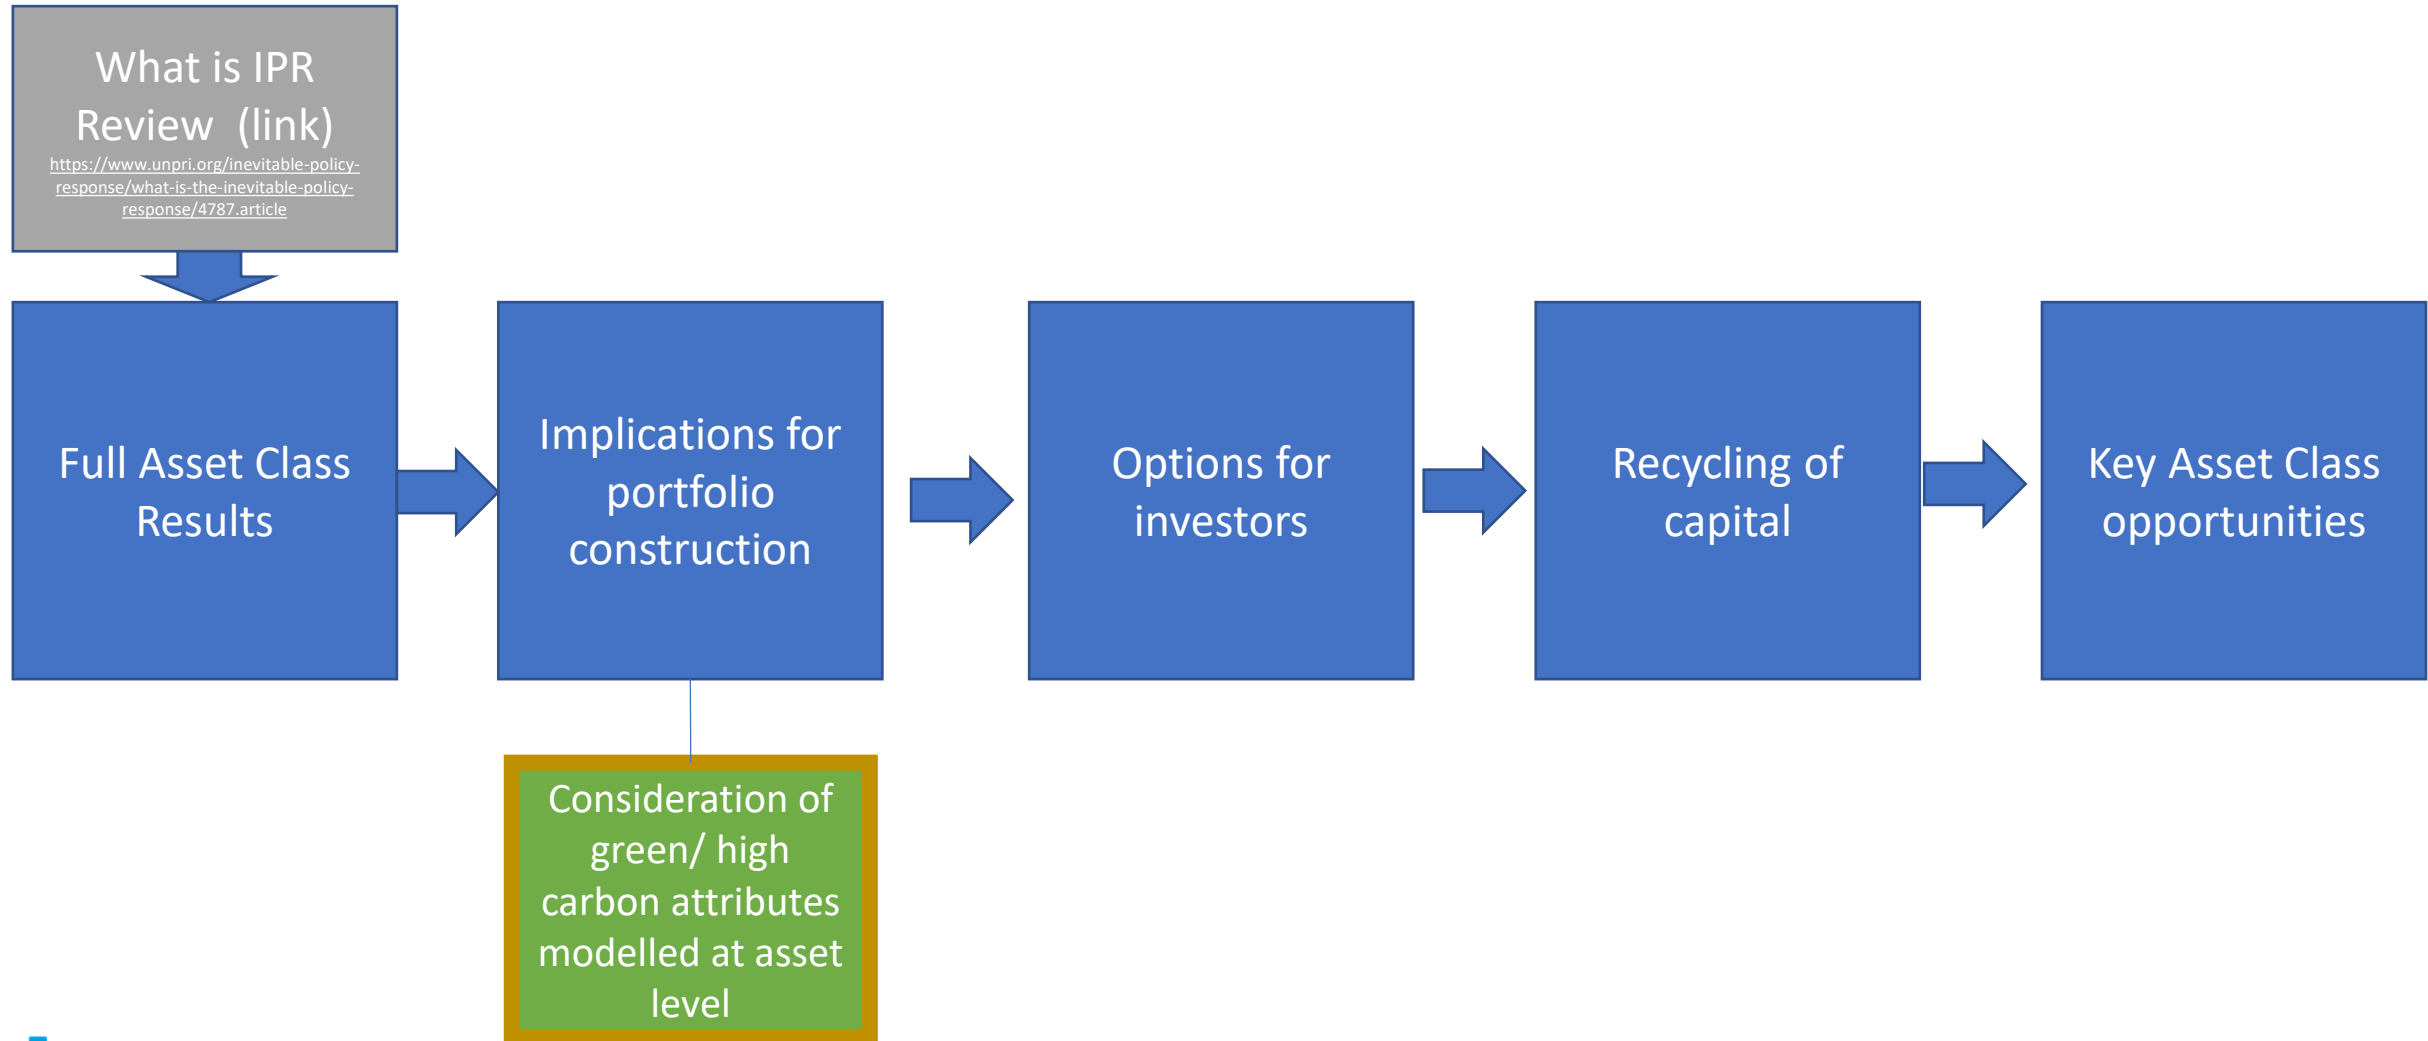 What is IPR
Review  (link)
https://www.unpri.org/inevitable-policy-
response/what-is-the-inevitable-policy-
response/4787.article
Full Asset Class
Results
Implications for
portfolio
construction
Options for
investors
Recycling of
capital
Key Asset Class
opportunities
Consideration of
green/ high
carbon attributes
modelled at asset
level